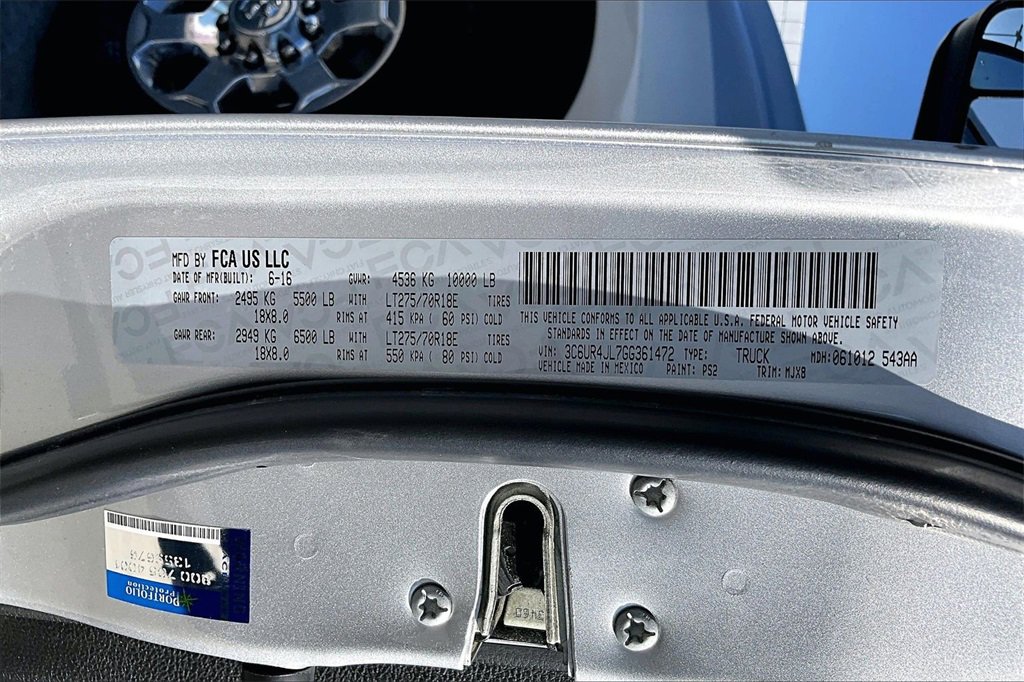 MFD BY FCA US LLC
DATE OF MFR(BUILT): 6-16 GVWR: 4536 KG 10000 LB
GAWR FRONT: 2495 KG 5500 LB WITH LT275/70R18E TIRES
18X8.0 RIMS AT 415 KPA ( 60 PSI) COLD
GAWR REAR: 2949 KG 6500 LB WITH LT275/70R18E TIRES
18X8.0 RIMS AT 550 KPA ( 80 PSI) COLD
THIS VEHICLE CONFORMS TO ALL APPLICABLE U.S.A. FEDERAL MOTOR VEHICLE SAFETY
STANDARDS IN EFFECT ON THE DATE OF MANUFACTURE SHOWN ABOVE.
VIN: 3C6UR4JL7GG361472 TYPE: TRUCK MDH: 061012 543AA
VEHICLE MADE IN MEXICO PAINT: PS2 TRIM: MJX8
PORTFOLIO
Protection
3460